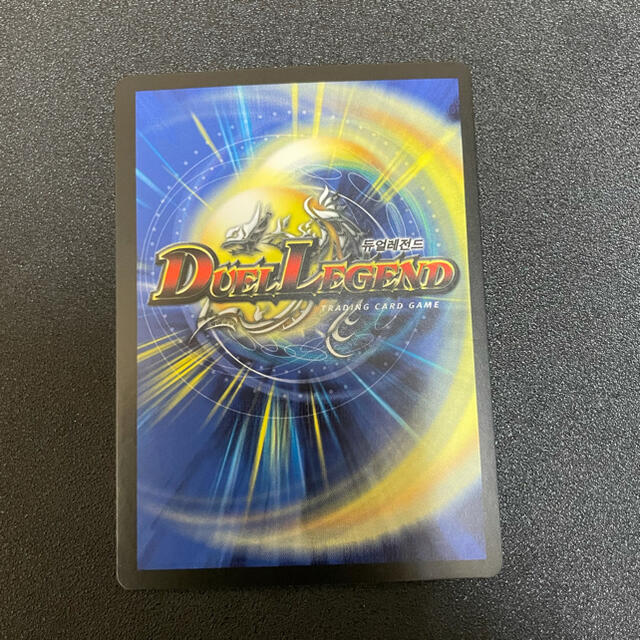 듀얼레전드
DUEL LEGEND
TRADING CARD GAME